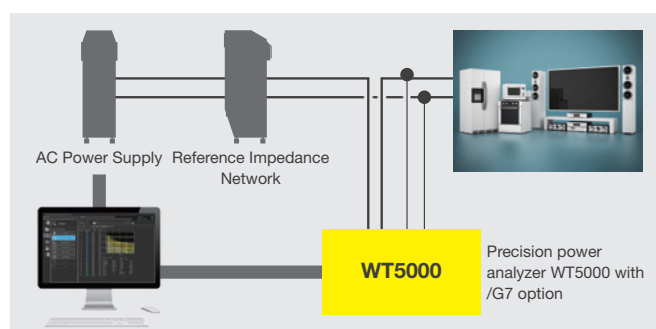 AC Power Supply
Reference Impedance
Network
WT5000
Precision power
analyzer WT5000 with
/G7 option